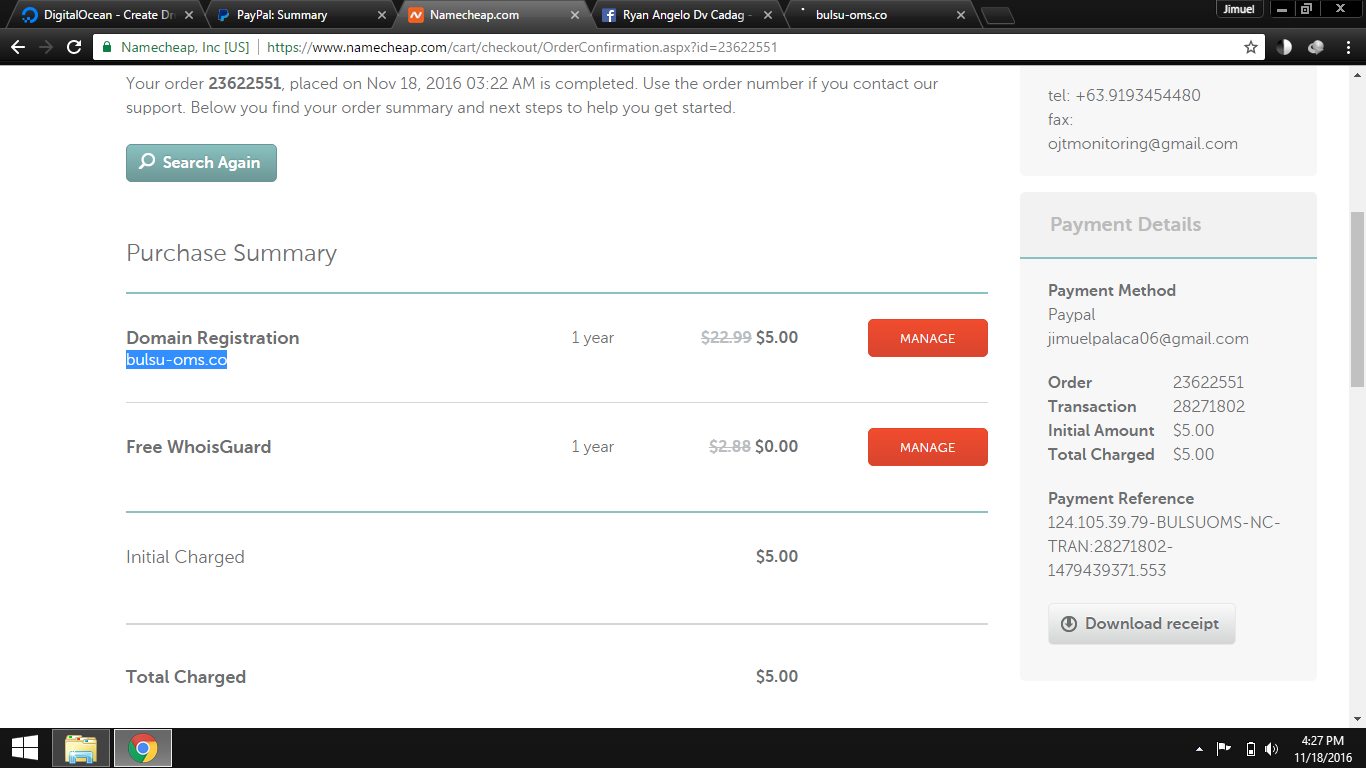 DigitalOcean - Create Dr
PayPal: Summary
Namecheap.com
Ryan Angelo Dv Cadag -
bulsu-oms.co
Jimuel
Namecheap, Inc [US]
https://www.namecheap.com/cart/checkout/OrderConfirmation.aspx?id=23622551
Your order 23622551, placed on Nov 18, 2016 03:22 AM is completed. Use the order number if you contact our
support. Below you find your order summary and next steps to help you get started.
Search Again
Purchase Summary
Domain Registration 1 year $22.99 $5.00 MANAGE
bulsu-oms.co
Free WhoisGuard 1 year $2.88 $0.00 MANAGE
Initial Charged $5.00
Total Charged $5.00
tel: +63.9193454480
fax:
ojtmonitoring@gmail.com
Payment Details
Payment Method
Paypal
jimuelpalaca06@gmail.com
Order 23622551
Transaction 28271802
Initial Amount $5.00
Total Charged $5.00
Payment Reference
124.105.39.79-BULSUOMS-NC-
TRAN:28271802-
1479439371.553
Download receipt
4:27 PM
11/18/2016